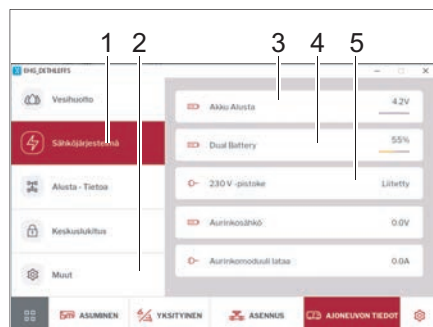 1 2 3 4 5
EHG_DETHLEFFS
Vesihuolto
Akku Alusta 4.2V
Sähköjärjestelmä
Dual Battery 55%
Alusta - Tietoa
230 V -pistoke Liitetty
Keskuslukitus
Aurinkosähkö 0.0V
Muut
Aurinkomoduuli lataa 0.0A
ASUMINEN YKSITYINEN ASENNUS AJONEUVON TIEDOT